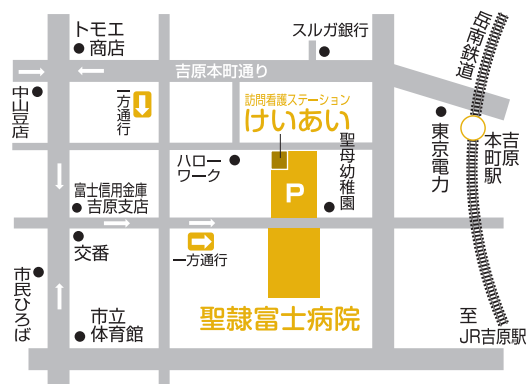 トモエ
商店
スルガ銀行
岳南鉄道
吉原本町通り
中山豆店
一方通行
訪問看護ステーション
けいあい
東京電力
吉原
本町駅
ハロー
ワーク
聖母幼稚園
P
富士信用金庫
吉原支店
交番
一方通行
市民ひろば
市立
体育館
聖隷富士病院
至
JR吉原駅